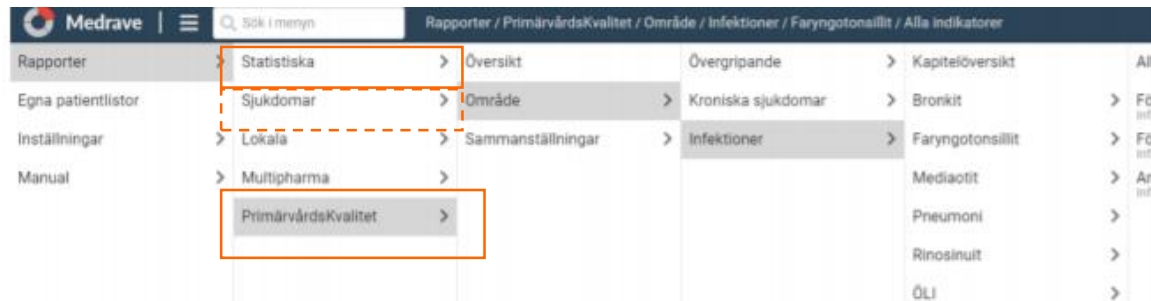 Medrave
Sök i menyn
Rapporter / PrimärvårdsKvalitet / Område / Infektioner / Faryngotonsillit / Alla indikatorer
Rapporter
Egna patientlistor
Inställningar
Manual
Statistiska
Sjukdomar
Lokala
Multipharma
PrimärvårdsKvalitet
Översikt
Område
Sammanställningar
Övergripande
Kroniska sjukdomar
Infektioner
Kapitelöversikt
Bronkit
Faryngotonsillit
Mediaotit
Pneumoni
Rinosinuit
ÖLI